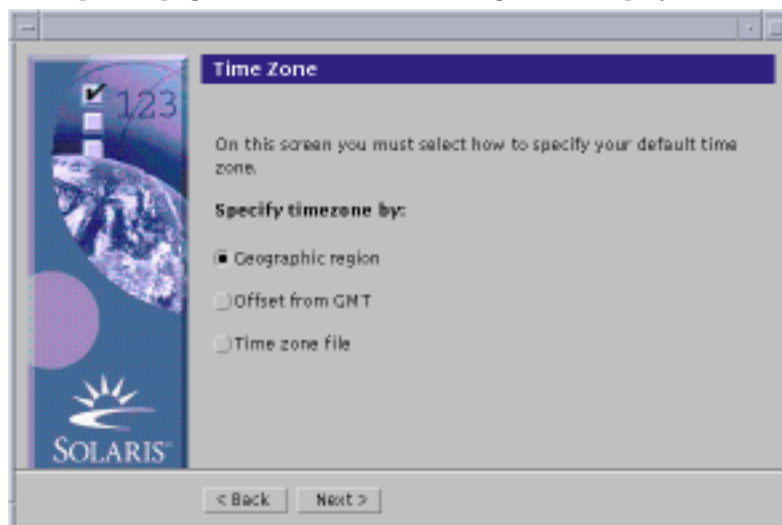 Time Zone
123
On this screen you must select how to specify your default time
zone.
Specify timezone by:
Geographic region
Offset from GMT
Time zone file
SOLARIS™
< Back
Next >